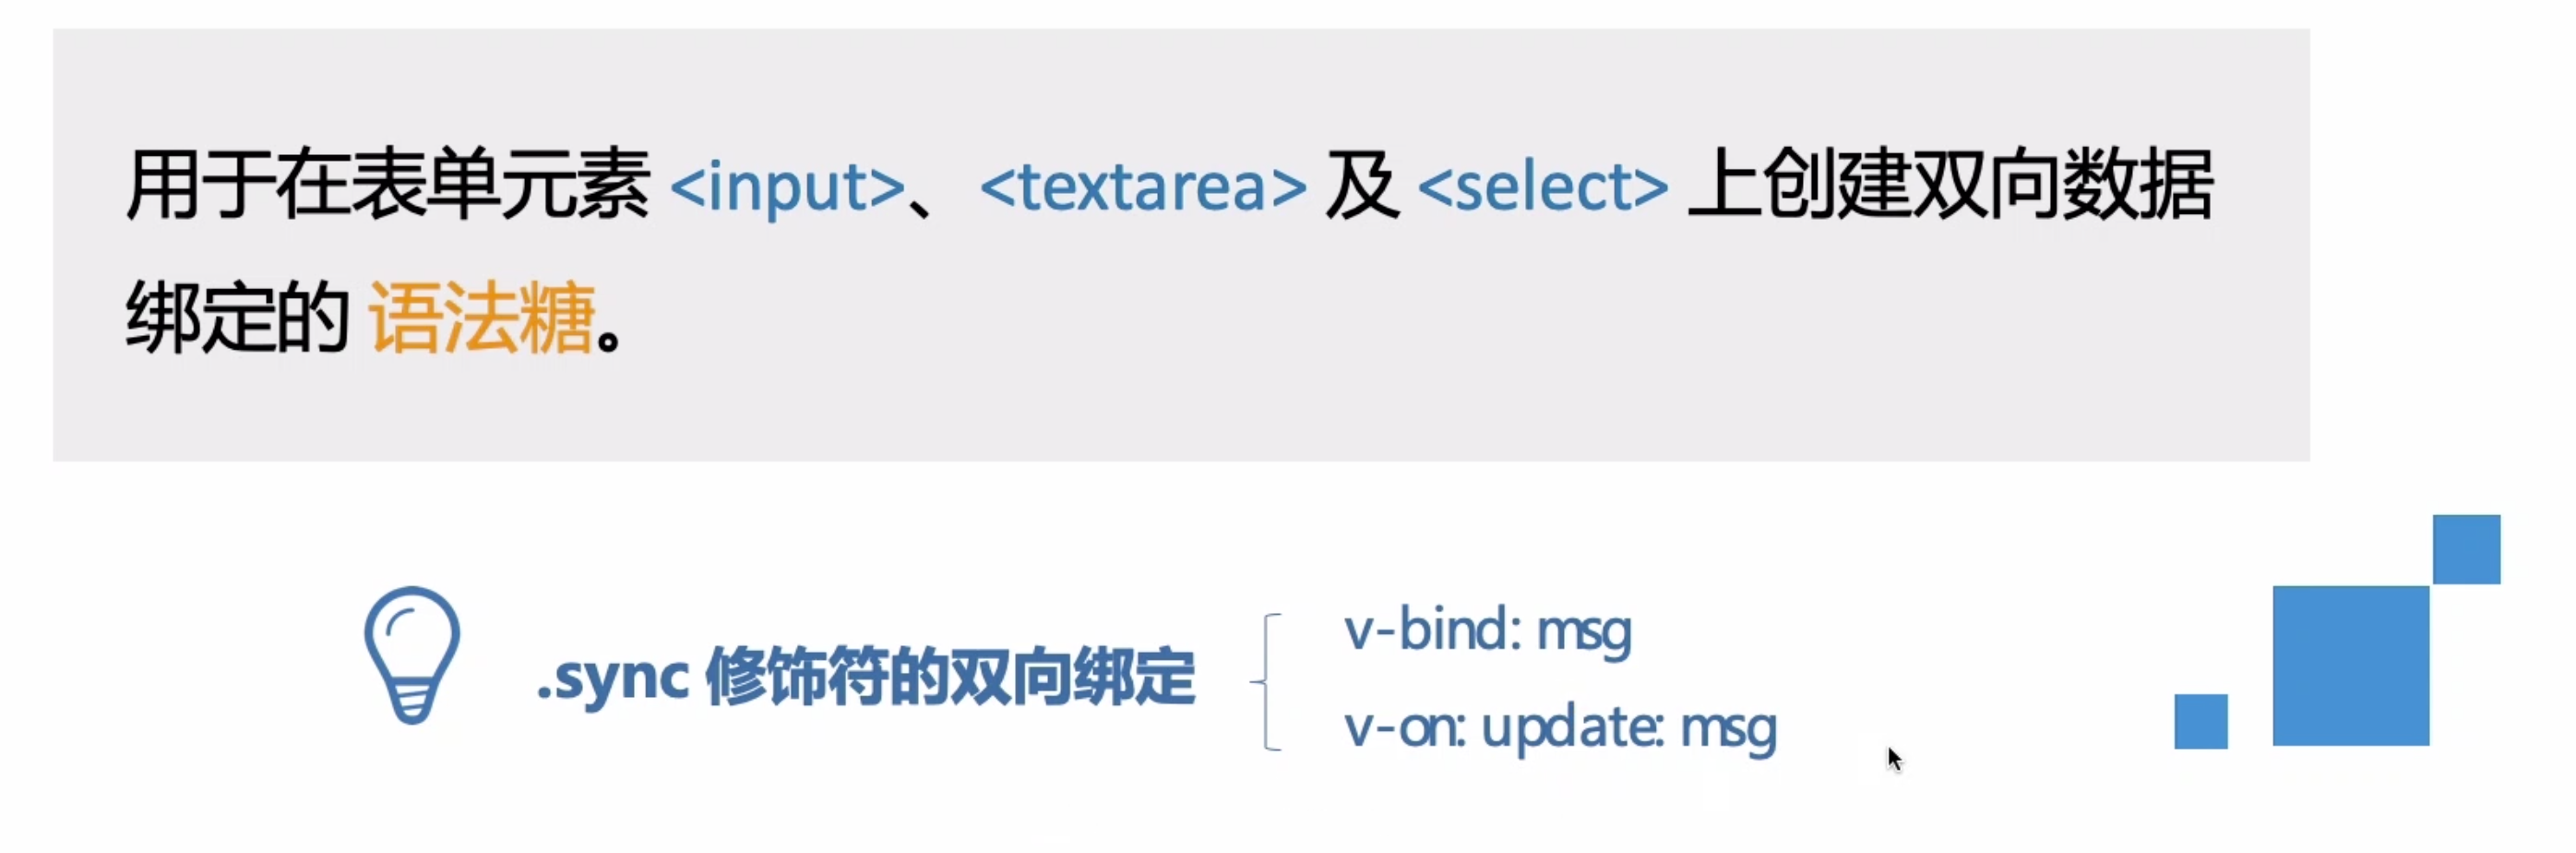 用于在表单元素 <input>、 <textarea> 及 <select> 上创建双向数据
绑定的 语法糖。
.sync 修饰符的双向绑定
v-bind: msg
v-on: update: msg